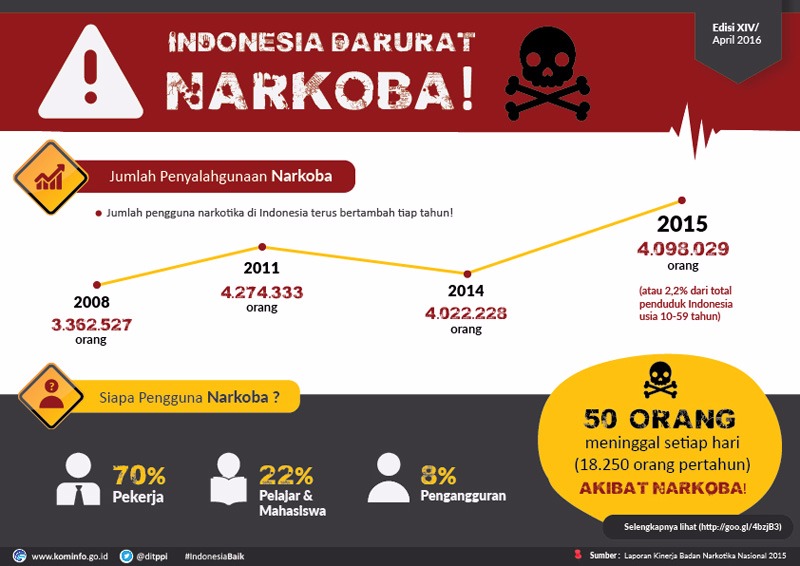 INDONESIA DARURAT
NARKOBA!
Edisi XIV/
April 2016
Jumlah Penyalahgunaan Narkoba
Jumlah pengguna narkotika di Indonesia terus bertambah tiap tahun!
2008
3.362.527
orang
2011
4.274.333
orang
2014
4.022.228
orang
2015
4.098.029
orang
(atau 2,2% dari total
penduduk Indonesia
usia 10-59 tahun)
Siapa Pengguna Narkoba ?
70%
Pekerja
22%
Pelajar &
Mahasiswa
8%
Pengangguran
50 ORANG
meninggal setiap hari
(18.250 orang pertahun)
AKIBAT NARKOBA!
Selengkapnya lihat (http://goo.gl/4bzjB3)
www.kominfo.go.id
@ditppi
#IndonesiaBaik
Sumber : Laporan Kinerja Badan Narkotika Nasional 2015